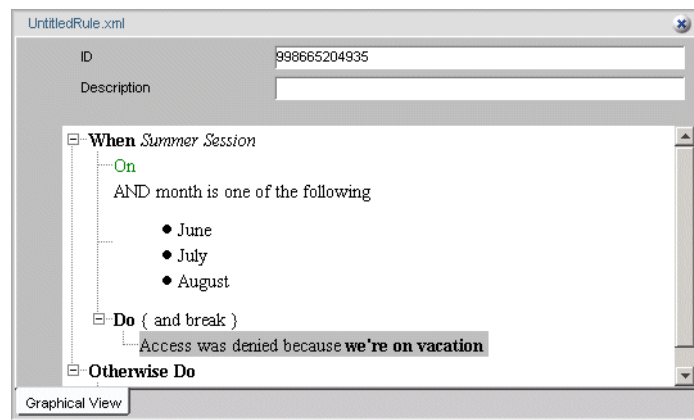 UntitledRule.xml
ID 998665204935
Description
When Summer Session
On
AND month is one of the following
June
July
August
Do { and break }
Access was denied because we're on vacation
Otherwise Do
Graphical View